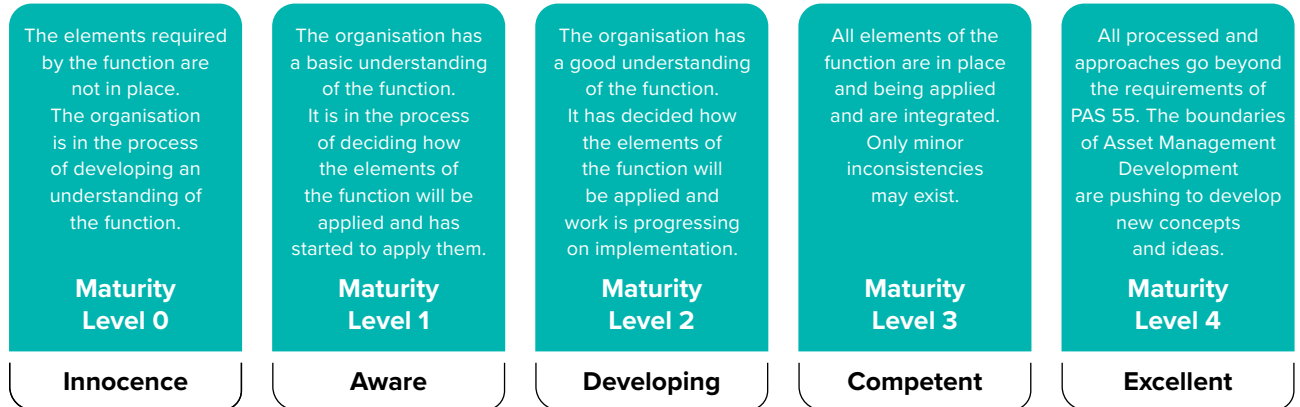 The elements required
by the function are
not in place.
The organisation
is in the process
of developing an
understanding of
the function.
Maturity
Level 0
Innocence
The organisation has
a basic understanding
of the function.
It is in the process
of deciding how
the elements of
the function will be
applied and has
started to apply them.
Maturity
Level 1
Aware
The organisation has
a good understanding
of the function.
It has decided how
the elements of
the function will
be applied and
work is progressing
on implementation.
Maturity
Level 2
Developing
All elements of the
function are in place
and being applied
and are integrated.
Only minor
inconsistencies
may exist.
Maturity
Level 3
Competent
All processed and
approaches go beyond
the requirements of
PAS 55. The boundaries
of Asset Management
Development
are pushing to develop
new concepts
and ideas.
Maturity
Level 4
Excellent